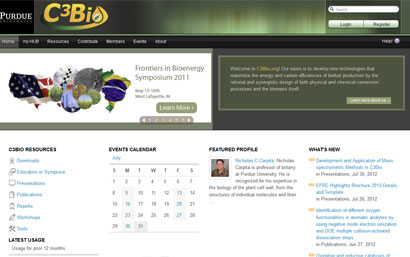 PURDUE
UNIVERSITY
C3Bio
Search
Login
Register
Home
my HUB
Resources
Contribute
Members
Events
About
Help!
Frontiers in Bioenergy
Symposium 2011
May 15-18th
West Lafayette, IN
Learn More ›
1 2 3 4 5 6 7
Welcome to C3Bio.org! Our vision is to develop new technologies that
maximize the energy and carbon efficiencies of biofuel production by the
rational and synergistic design of both physical and chemical conversion
processes and the biomass itself.
Learn more about us ›
C3BIO RESOURCES
Downloads
Education or Symposia
Presentations
Publications
Reports
Workshops
Tools
LATEST USAGE
Usage for prior 12 months
EVENTS CALENDAR
July
S M T W T F S
1 2 3 4 5 6 7
8 9 10 11 12 13 14
15 16 17 18 19 20 21
22 23 24 25 26 27 28
29 30 31
FEATURED PROFILE
Nicholas C Carpita: Nicholas
Carpita is professor of botany
at Purdue University. He is
recognized for his expertise in
the biology of the plant cell wall, from the
structures of individual molecules and their
...
WHAT'S NEW
Development and Application of Mass
Spectrometric Methods in C3Bio
in Presentations, Jul 30, 2012
EFRC Highlights Brochure 2012-Details and
Template
in Presentations, Jul 26, 2012
Identification of different oxygen
functionalities in aromatic analytes by
using negative mode electron ionization
and DOE multiple collision-activated
dissociation steps
in Publications, Jun 27, 2012
Oxidative and reductive catalysis of